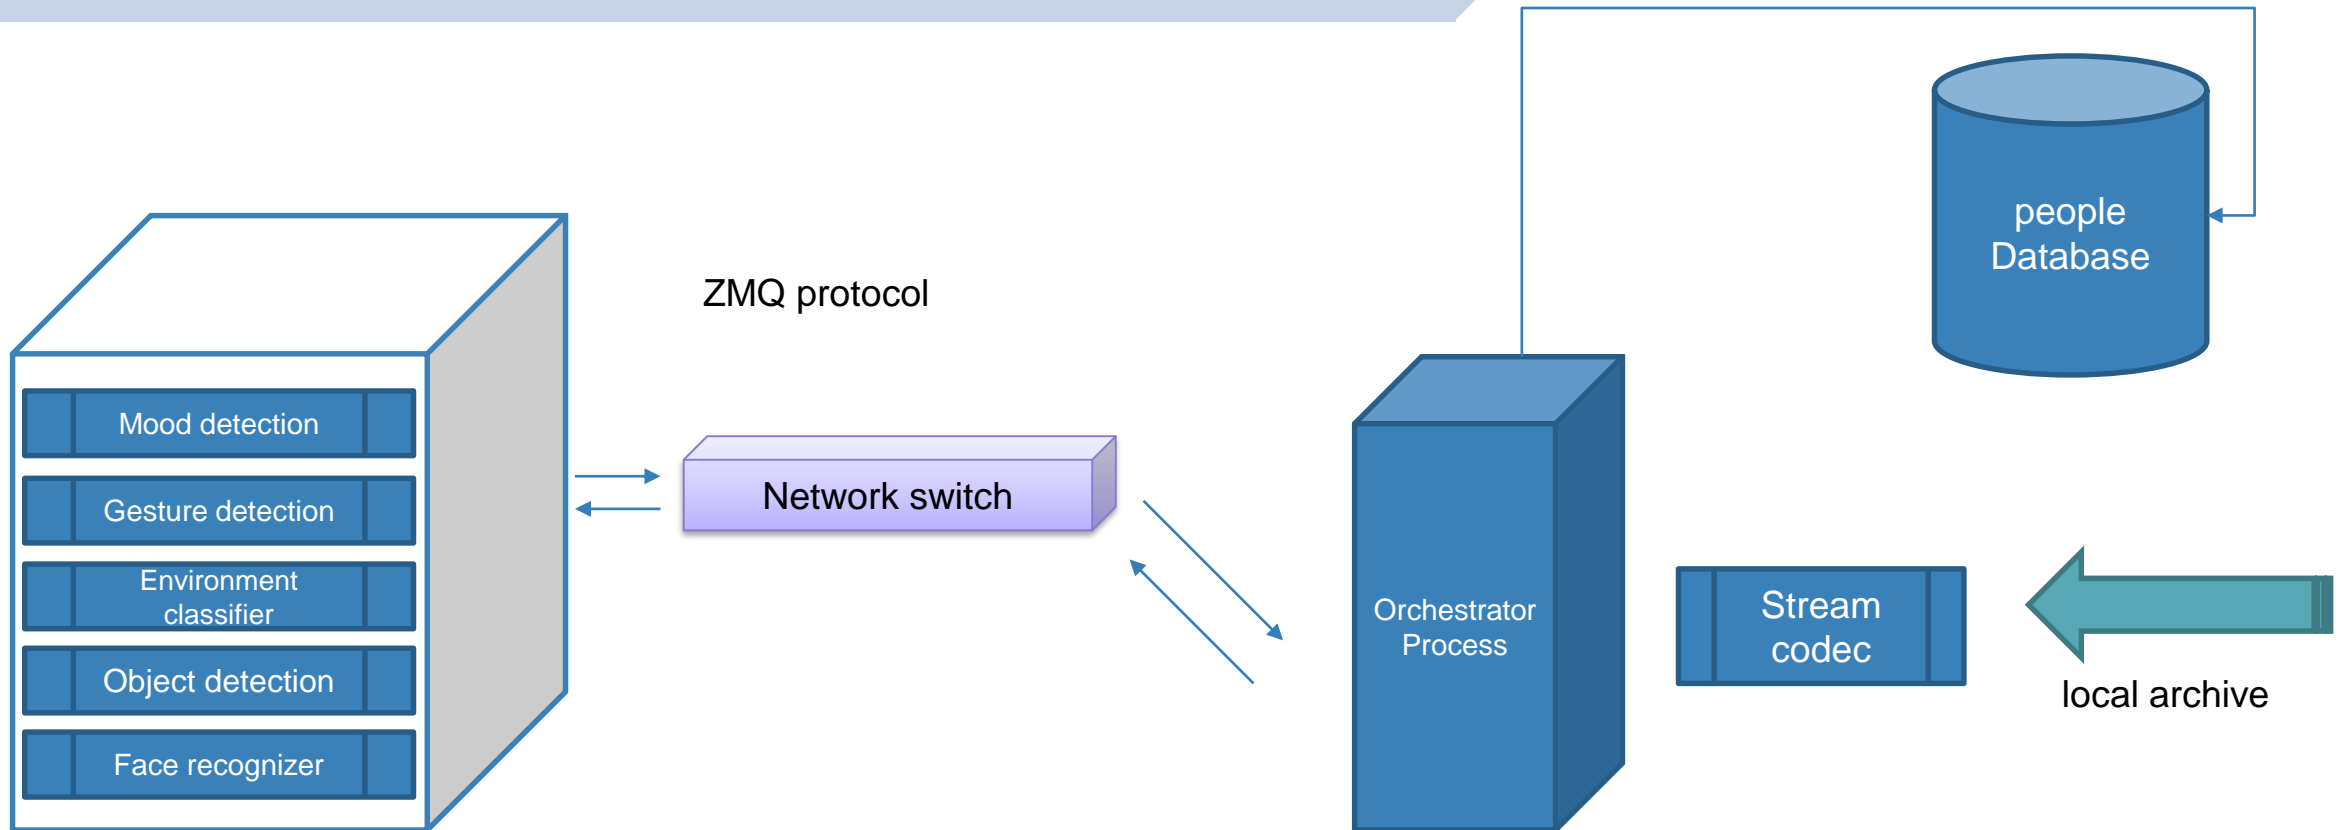 people
Database
ZMQ protocol
Mood detection
Gesture detection
Environment
classifier
Object detection
Face recognizer
Network switch
Orchestrator
Process
Stream
codec
local archive